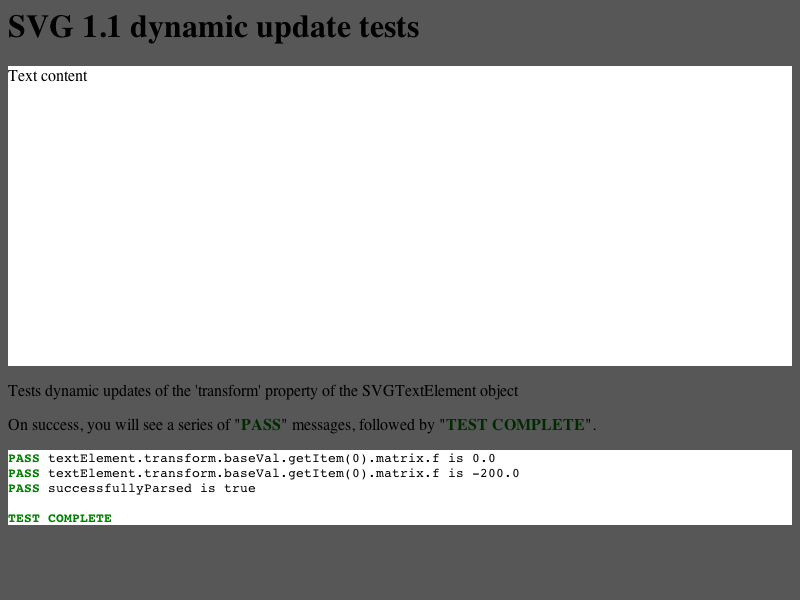 SVG 1.1 dynamic update tests
Text content
Tests dynamic updates of the 'transform' property of the SVGTextElement object
On success, you will see a series of "PASS" messages, followed by "TEST COMPLETE".
PASS textElement.transform.baseVal.getItem(0).matrix.f is 0.0
PASS textElement.transform.baseVal.getItem(0).matrix.f is -200.0
PASS successfullyParsed is true
TEST COMPLETE